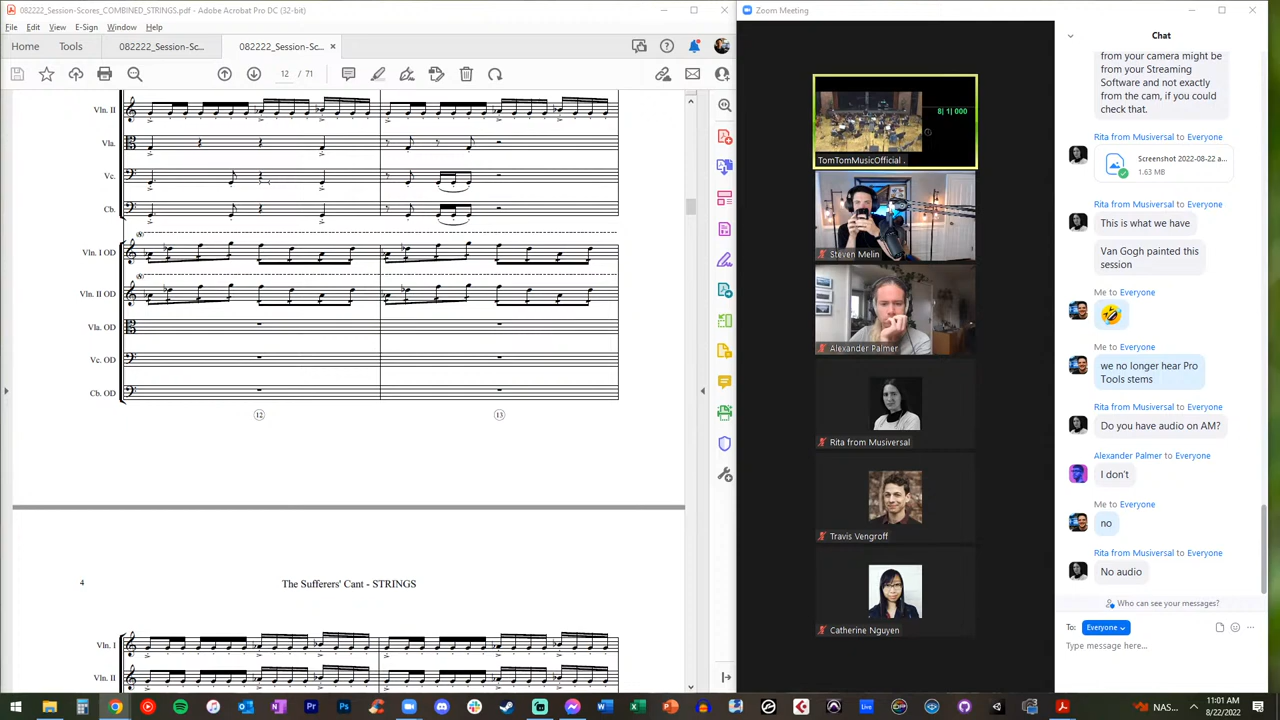 082222_Session-Scores_COMBINED_STRINGS.pdf - Adobe Acrobat Pro DC (32-bit)
File Edit View E-Sign Window Help
Home Tools 082222_Session-Sc... 082222_Session-Sc... ×
12 / 71
Vln. II
Vla.
Vc.
Cb.
Vln. I OD
Vln. II OD
Vla. OD
Vc. OD
Cb. OD
12 13
4 The Sufferers' Cant - STRINGS
Vln. I
Vln. II
Zoom Meeting
8| 1| 000
TomTomMusicOfficial .
Steven Melin
Alexander Palmer
Rita from Musiversal
Travis Vengroff
Catherine Nguyen
Chat
from your camera might be
from your Streaming
Software and not exactly
from the cam, if you could
check that.
Rita from Musiversal to Everyone
Screenshot 2022-08-22 a...
1.63 MB
Rita from Musiversal to Everyone
This is what we have
Van Gogh painted this
session
Me to Everyone
🤣
Me to Everyone
we no longer hear Pro
Tools stems
Rita from Musiversal to Everyone
Do you have audio on AM?
Alexander Palmer to Everyone
I don't
Me to Everyone
no
Rita from Musiversal to Everyone
No audio
Who can see your messages?
To: Everyone
Type message here...
Ps Pr Live
NAS...
11:01 AM
8/22/2022